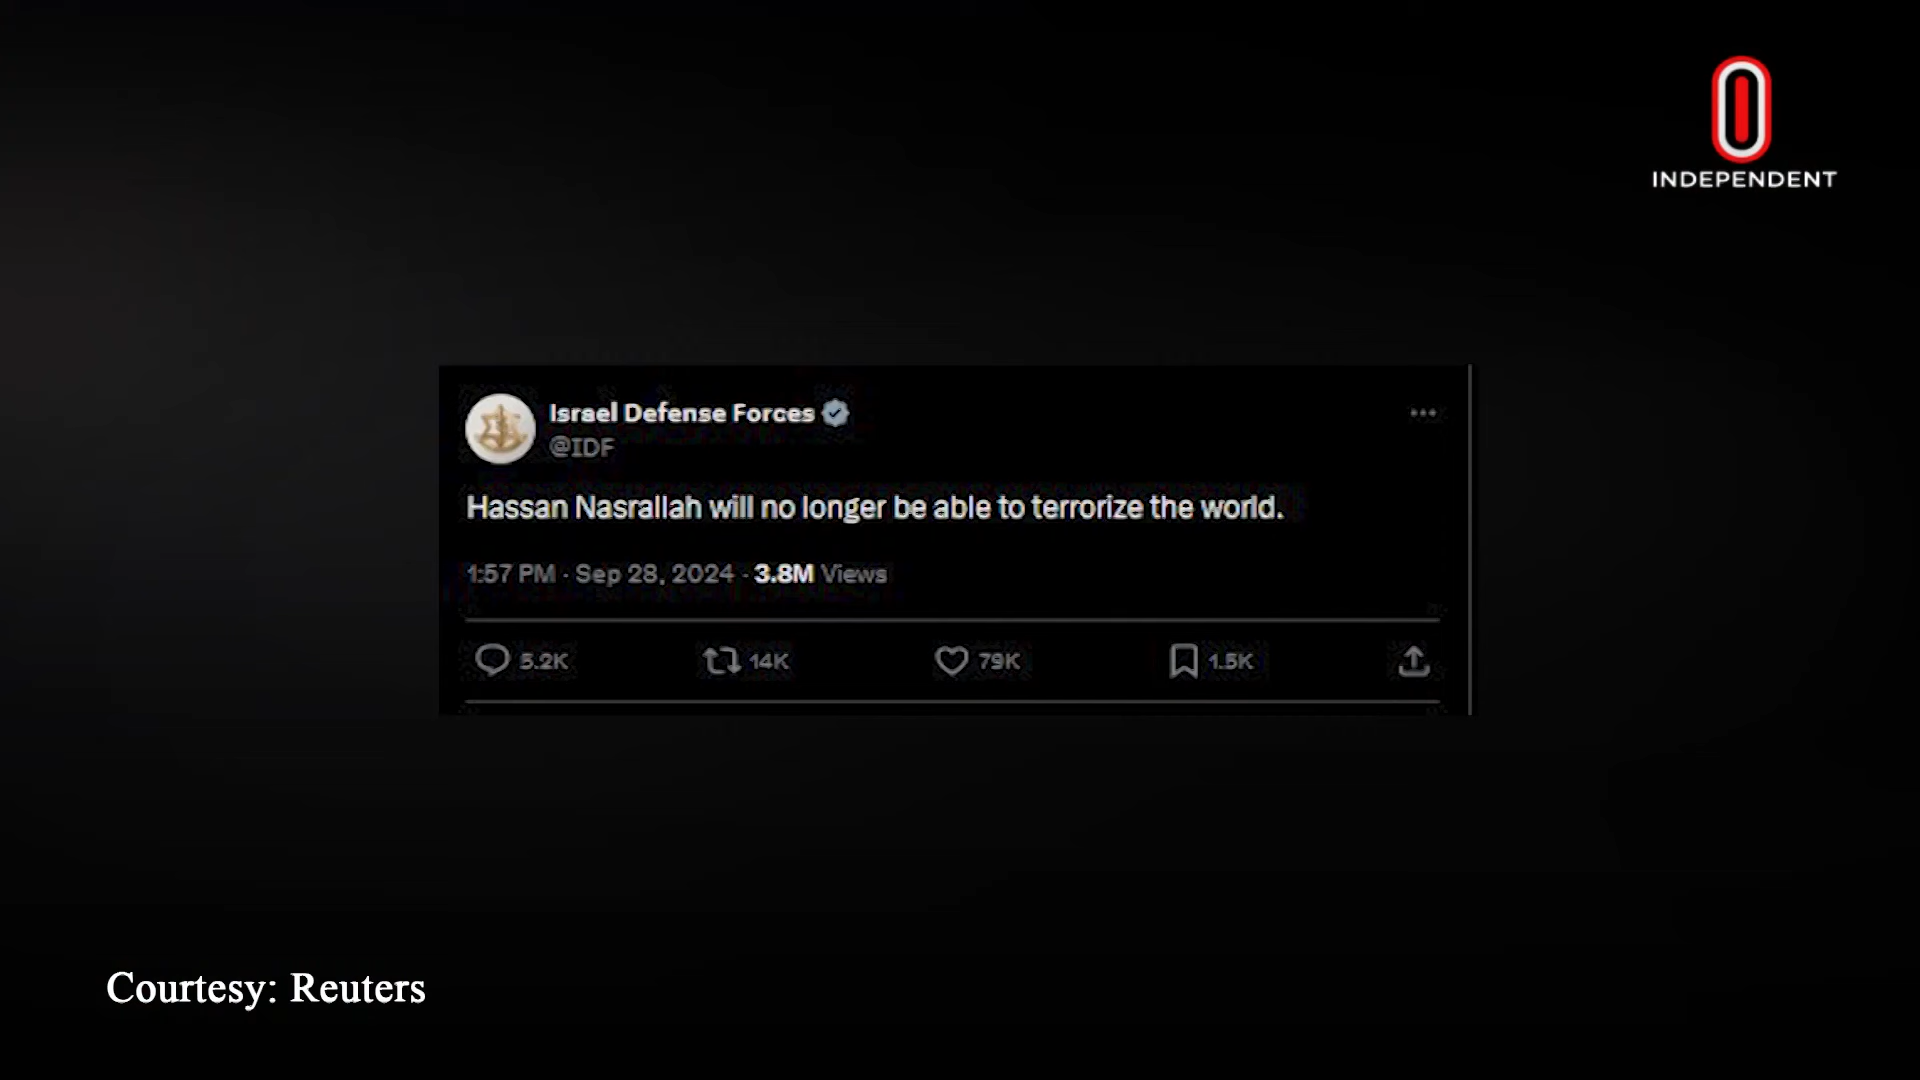 INDEPENDENT
Israel Defense Forces
@IDF
Hassan Nasrallah will no longer be able to terrorize the world.
1:57 PM · Sep 28, 2024 · 3.8M Views
5.2K 14K 79K 1.5K
Courtesy: Reuters